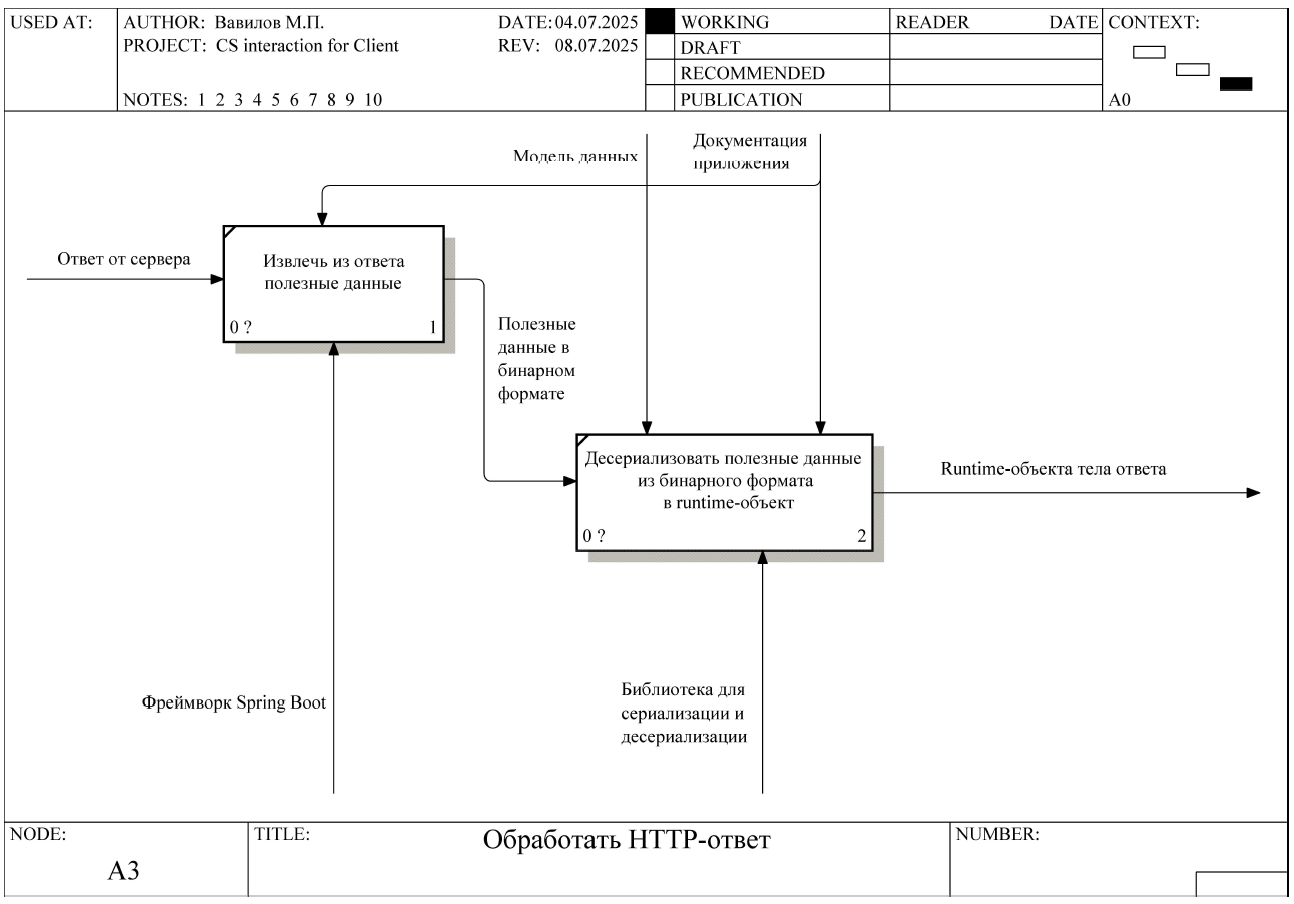 USED AT:
AUTHOR: Вавилов М.П.
DATE: 04.07.2025
PROJECT: CS interaction for Client
REV: 08.07.2025
NOTES: 1 2 3 4 5 6 7 8 9 10
WORKING
DRAFT
RECOMMENDED
PUBLICATION
READER DATE
CONTEXT:
A0
Модель данных
Документация
приложения
Ответ от сервера
Извлечь из ответа
полезные данные
0 ? 1
Полезные
данные в
бинарном
формате
Десериализовать полезные данные
из бинарного формата
в runtime-объект
0 ? 2
Runtime-объекта тела ответа
Фреймворк Spring Boot
Библиотека для
сериализации и
десериализации
NODE:
A3
TITLE:
Обработать HTTP-ответ
NUMBER: